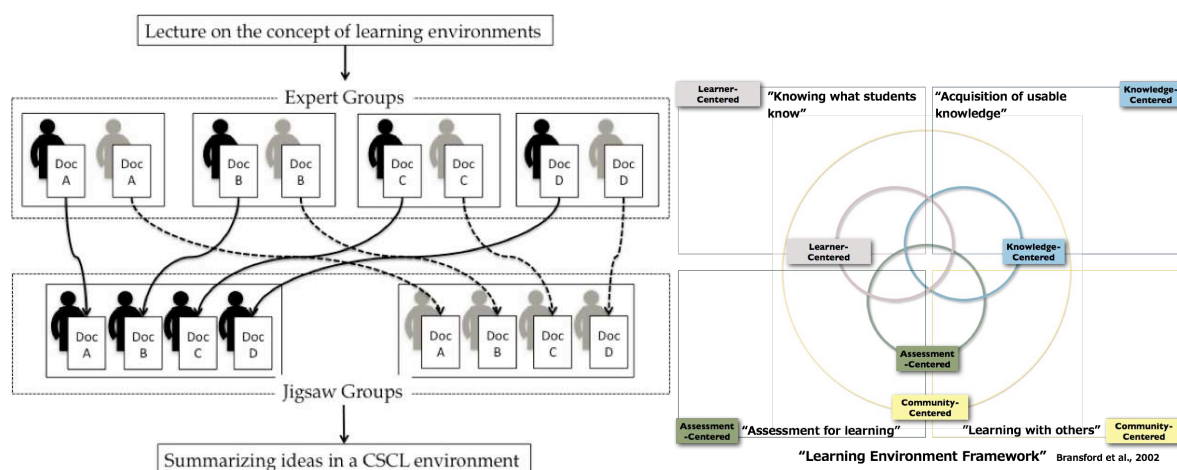 Lecture on the concept of learning environments
Expert Groups
Doc
A
Doc
A
Doc
B
Doc
B
Doc
C
Doc
C
Doc
D
Doc
D
Doc
A
Doc
B
Doc
C
Doc
D
Doc
A
Doc
B
Doc
C
Doc
D
Jigsaw Groups
Summarizing ideas in a CSCL environment
Learner-
Centered
"Knowing what students
know"
"Acquisition of usable
knowledge"
Knowledge-
Centered
Learner-
Centered
Knowledge-
Centered
Assessment
-Centered
Community-
Centered
Assessment
-Centered
"Assessment for learning"
"Learning with others"
Community-
Centered
"Learning Environment Framework" Bransford et al., 2002